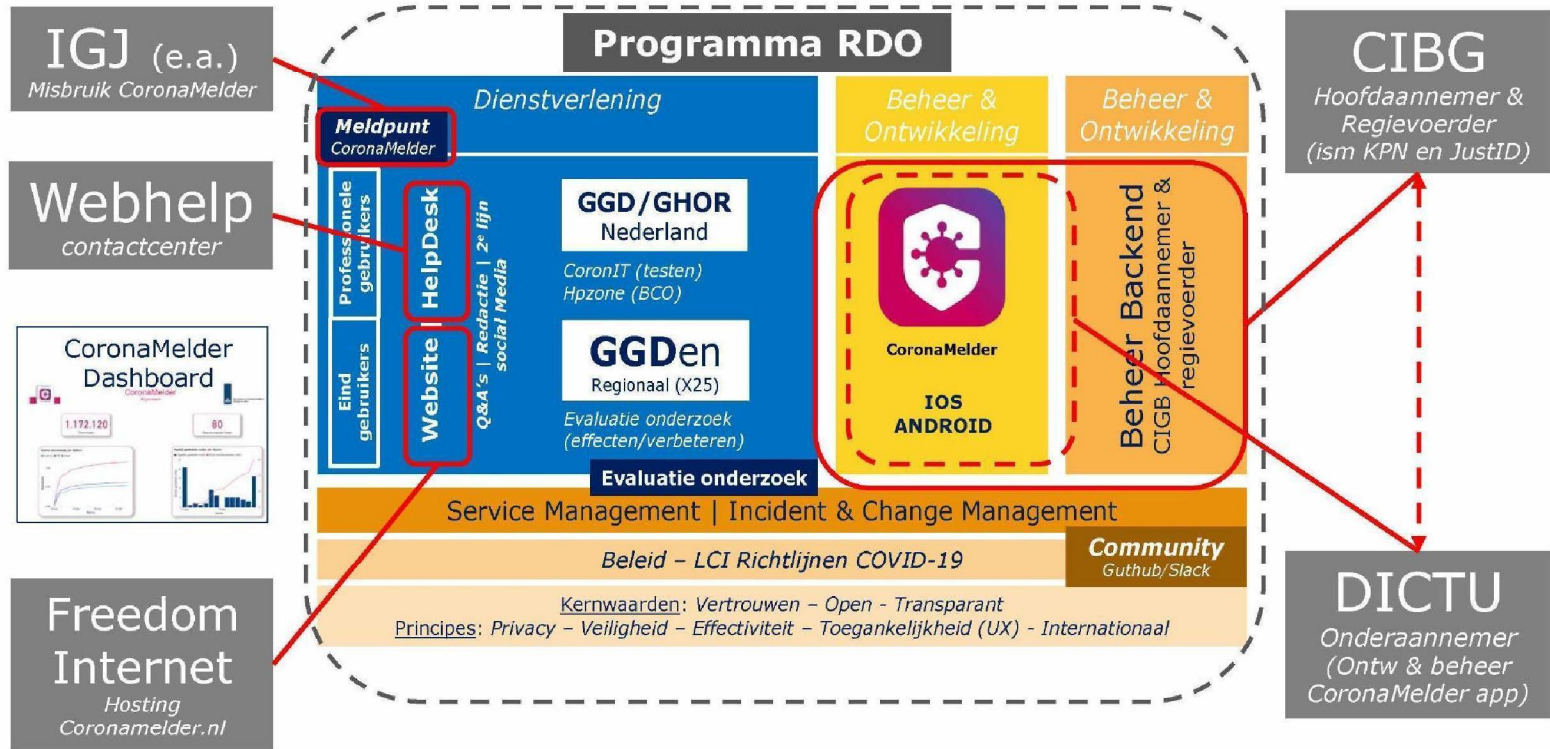 Programma RDO
IGJ (e.a.)
Misbruik CoronaMelder
Webhelp
contactcenter
CoronaMelder
Dashboard
CoronaMelder
1.172.120
80
Freedom
Internet
Hosting
Coronamelder.nl
Dienstverlening
Meldpunt
CoronaMelder
Professionele
gebruikers
Eind
gebruikers
Website | HelpDesk
Q&A's | Redactie | 2e lijn
social Media
GGD/GHOR
Nederland
CoronIT (testen)
Hpzone (BCO)
GGDen
Regionaal (X25)
Evaluatie onderzoek
(effecten/verbeteren)
Evaluatie onderzoek
Beheer &
Ontwikkeling
CoronaMelder
IOS
ANDROID
Beheer &
Ontwikkeling
Beheer Backend
CIGB Hoofdaannemer &
regievoerder
Service Management | Incident & Change Management
Beleid – LCI Richtlijnen COVID-19
Community
Guthub/Slack
Kernwaarden: Vertrouwen – Open - Transparant
Principes: Privacy – Veiligheid – Effectiviteit – Toegankelijkheid (UX) - Internationaal
CIBG
Hoofdaannemer &
Regievoerder
(ism KPN en JustID)
DICTU
Onderaannemer
(Ontw & beheer
CoronaMelder app)